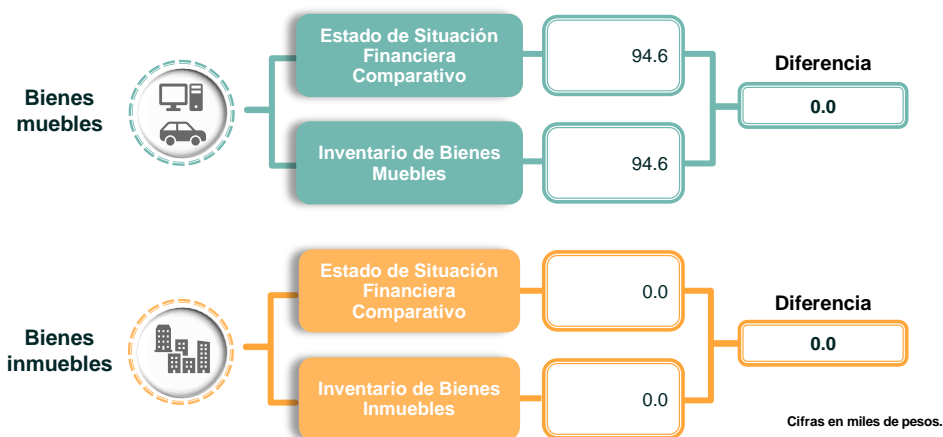 Bienes
muebles
Estado de Situación
Financiera
Comparativo
94.6
Inventario de Bienes
Muebles
94.6
Diferencia
0.0
Bienes
inmuebles
Estado de Situación
Financiera
Comparativo
0.0
Inventario de Bienes
Inmuebles
0.0
Diferencia
0.0
Cifras en miles de pesos.